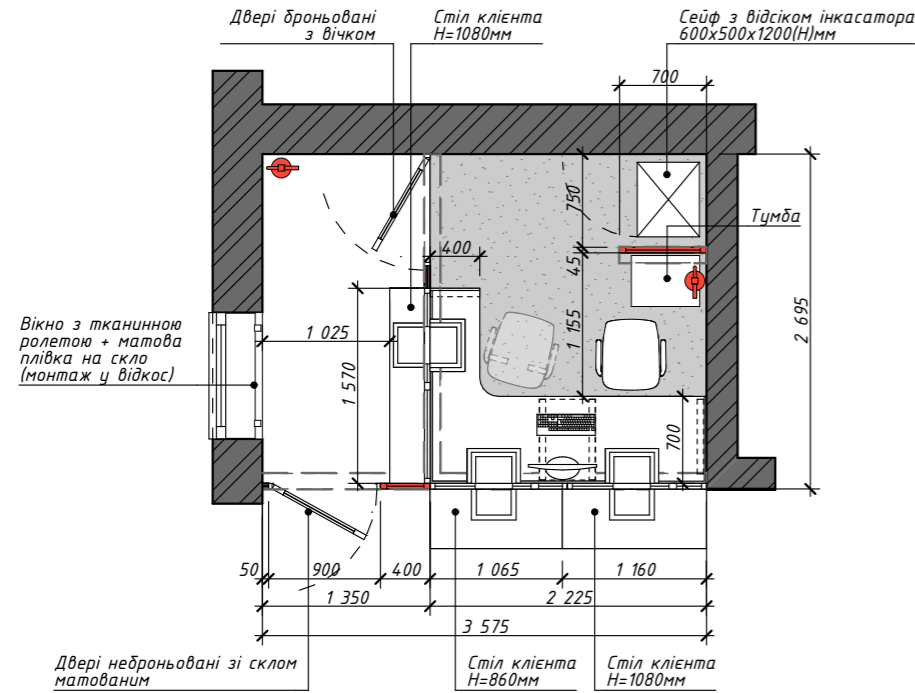 Двері броньовані
з вічком
Стіл клієнта
H=1080мм
Сейф з відсіком інкасатора
600x500x1200(H)мм
700
750
Тумба
400
45
2 695
Вікно з тканинною
ролетою + матова
плівка на скло
(монтаж у відкос)
1 025
1 155
1 570
700
50
900
400
1 065
1 160
1 350
2 225
3 575
Двері неброньовані зі склом
матованим
Стіл клієнта
H=860мм
Стіл клієнта
H=1080мм